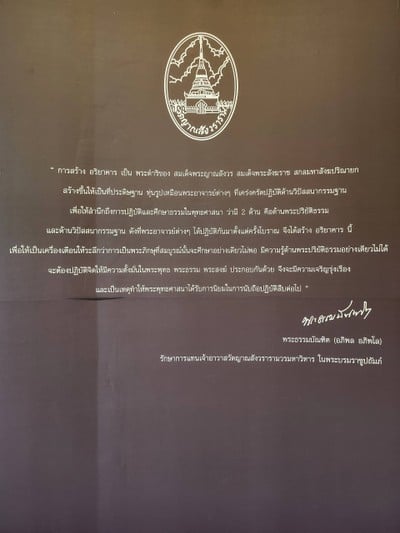 วัดญาณสังวราราม
" การสร้าง อริยาคาร เป็น พระดำริของ สมเด็จพระญาณสังวร สมเด็จพระสังฆราช สกลมหาสังฆปริณายก
สร้างขึ้นให้เป็นที่ประดิษฐาน หุ่นรูปเหมือนพระอาจารย์ต่างๆ ที่เคร่งครัดปฏิบัติด้านวิปัสสนากรรมฐาน
เพื่อให้สำนึกถึงการปฏิบัติและศึกษาธรรมในพุทธศาสนา ว่ามี 2 ด้าน คือด้านพระปริยัติธรรม
และด้านวิปัสสนากรรมฐาน ดังที่พระอาจารย์ต่างๆ ได้ปฏิบัติกันมาตั้งแต่ครั้งโบราณ จึงได้สร้าง อริยาคาร นี้
เพื่อให้เป็นเครื่องเตือนให้ระลึกว่าการเป็นพระภิกษุที่สมบูรณ์นั้นจะศึกษาอย่างเดียวไม่พอ มีความรู้ด้านพระปริยัติธรรมอย่างเดียวไม่ได้
จะต้องปฏิบัติจิตให้มีความตั้งมั่นในพระพุทธ พระธรรม พระสงฆ์ ประกอบกันด้วย จึงจะมีความเจริญรุ่งเรือง
และเป็นเหตุทำให้พระพุทธศาสนาได้รับการนิยมในการนับถือปฏิบัติสืบต่อไป "
พระธรรมบัณฑิต (อภิพล อภิพโล)
รักษาการแทนเจ้าอาวาสวัดญาณสังวรารามวรมหาวิหาร ในพระบรมราชูปถัมภ์